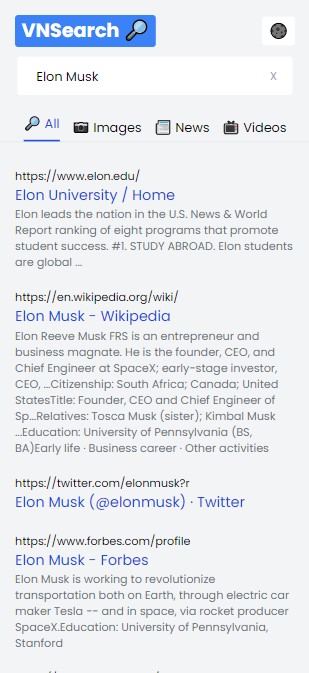 VNSearch
Elon Musk
X
All Images News Videos
https://www.elon.edu/
Elon University / Home
Elon leads the nation in the U.S. News & World
Report ranking of eight programs that promote
student success. #1. STUDY ABROAD. Elon students
are global ...
https://en.wikipedia.org/wiki/
Elon Musk - Wikipedia
Elon Reeve Musk FRS is an entrepreneur and
business magnate. He is the founder, CEO, and
Chief Engineer at SpaceX; early-stage investor,
CEO, ...Citizenship: South Africa; Canada; United
StatesTitle: Founder, CEO and Chief Engineer of
Sp...Relatives: Tosca Musk (sister); Kimbal Musk
...Education: University of Pennsylvania (BS,
BA)Early life · Business career · Other activities
https://twitter.com/elonmusk?r
Elon Musk (@elonmusk) · Twitter
https://www.forbes.com/profile
Elon Musk - Forbes
Elon Musk is working to revolutionize
transportation both on Earth, through electric car
maker Tesla -- and in space, via rocket producer
SpaceX.Education: University of Pennsylvania,
Stanford